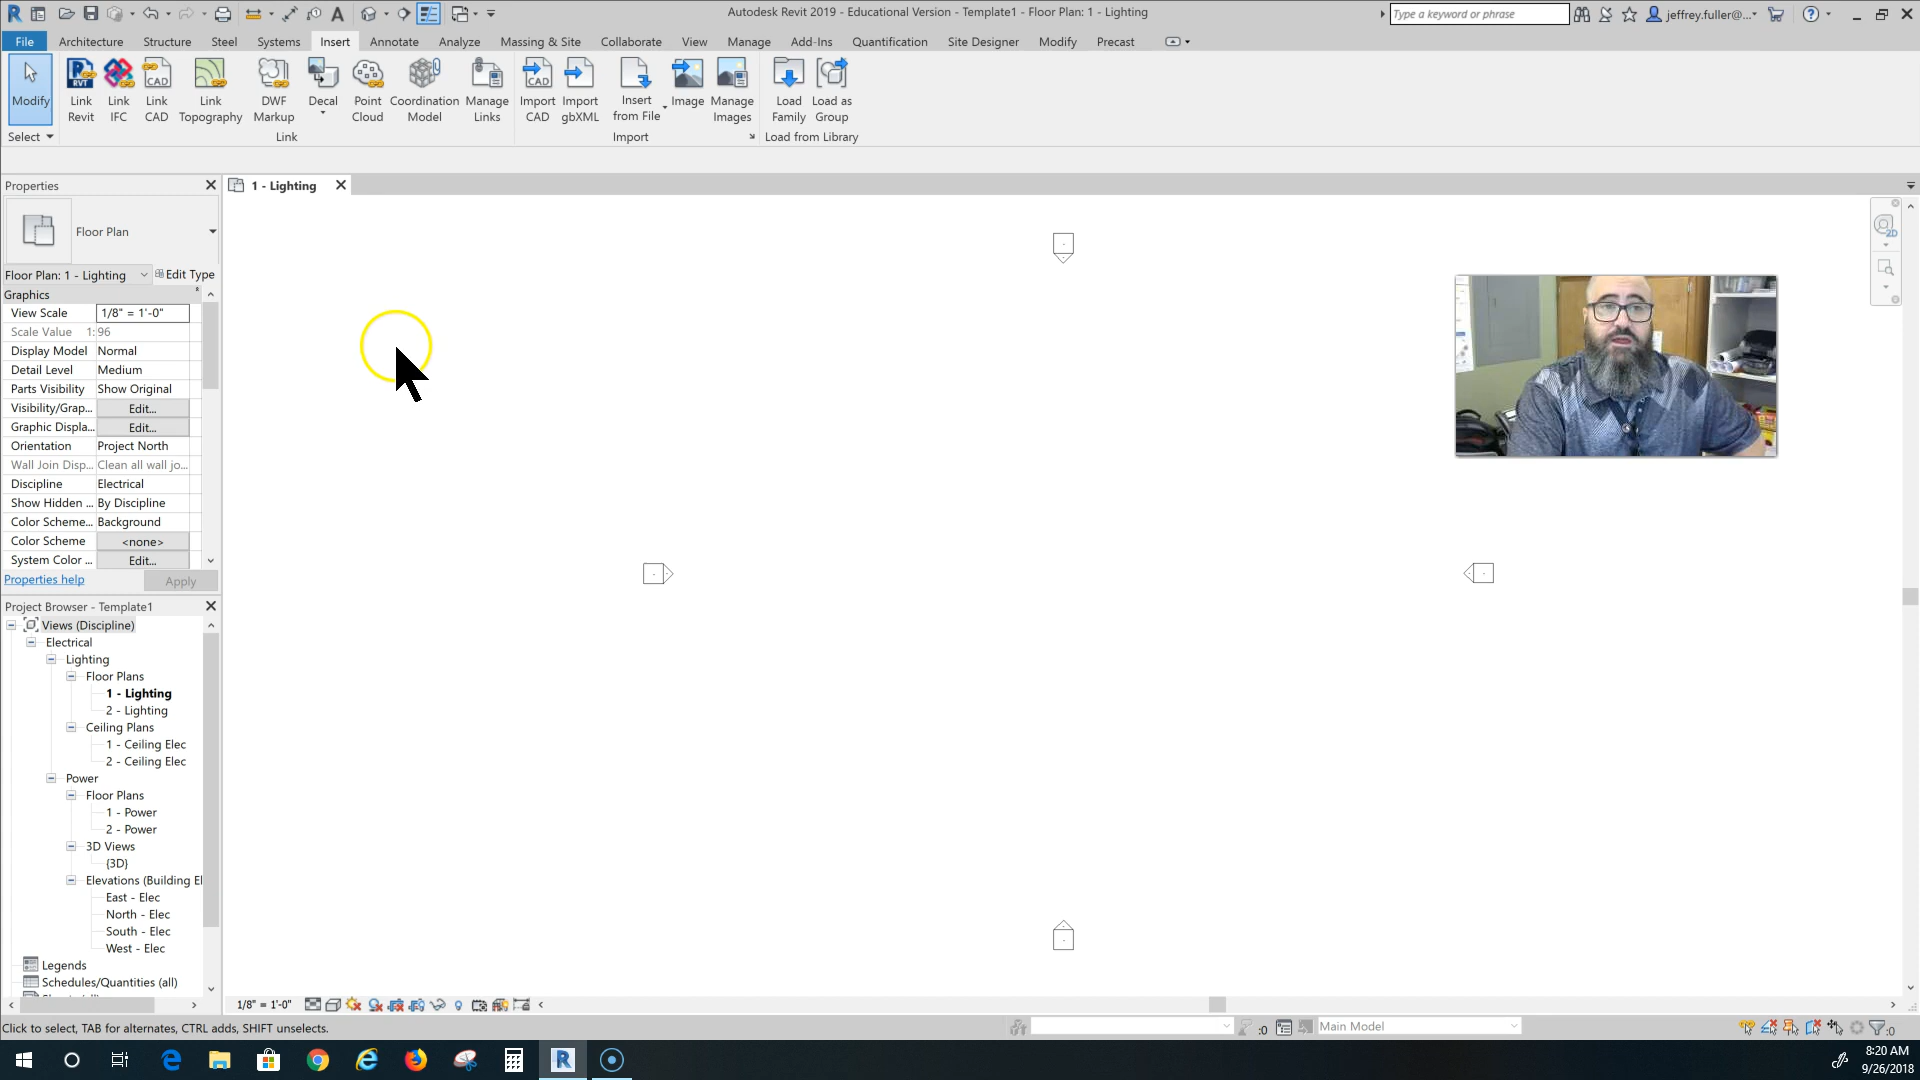 Autodesk Revit 2019 - Educational Version - Template1 - Floor Plan: 1 - Lighting
Type a keyword or phrase
jeffrey.fuller@...
File Architecture Structure Steel Systems Insert Annotate Analyze Massing & Site Collaborate View Manage Add-Ins Quantification Site Designer Modify Precast
Modify
Link Revit
Link IFC
Link CAD
Link Topography
DWF Markup
Decal
Point Cloud
Coordination Model
Manage Links
Import CAD
Import gbXML
Insert from File
Image
Manage Images
Load Family
Load as Group
Select
Link
Import
Load from Library
Properties
1 - Lighting
Floor Plan
Floor Plan: 1 - Lighting
Edit Type
Graphics
View Scale 1/8" = 1'-0"
Scale Value 1: 96
Display Model Normal
Detail Level Medium
Parts Visibility Show Original
Visibility/Grap... Edit...
Graphic Displa... Edit...
Orientation Project North
Wall Join Disp... Clean all wall jo...
Discipline Electrical
Show Hidden ... By Discipline
Color Scheme... Background
Color Scheme <none>
System Color ... Edit...
Properties help
Apply
Project Browser - Template1
Views (Discipline)
Electrical
Lighting
Floor Plans
1 - Lighting
2 - Lighting
Ceiling Plans
1 - Ceiling Elec
2 - Ceiling Elec
Power
Floor Plans
1 - Power
2 - Power
3D Views
{3D}
Elevations (Building El
East - Elec
North - Elec
South - Elec
West - Elec
Legends
Schedules/Quantities (all)
1/8" = 1'-0"
Click to select, TAB for alternates, CTRL adds, SHIFT unselects.
:0
Main Model
:0
8:20 AM
9/26/2018